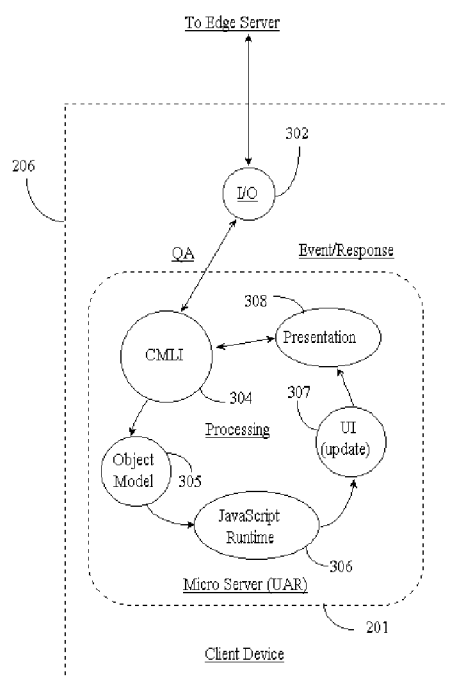 To Edge Server
302
206
I/O
QA
Event/Response
308
Presentation
CMLI
304
307
Processing
UI
(update)
Object
Model
305
JavaScript
Runtime
306
Micro Server (UAR)
201
Client Device